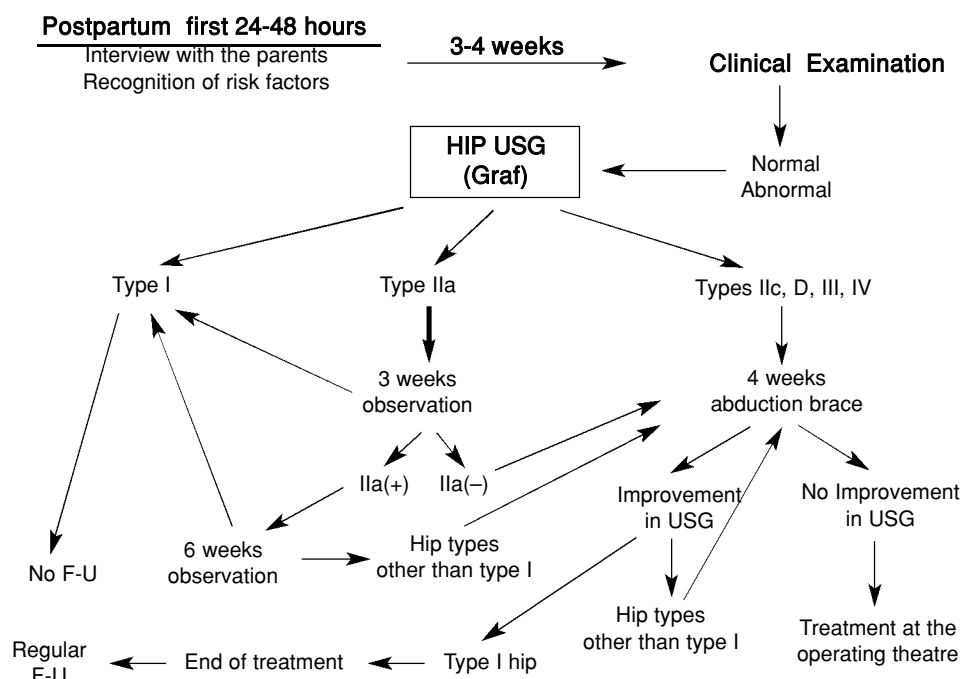 Postpartum first 24-48 hours
Interview with the parents
Recognition of risk factors
3-4 weeks
Clinical Examination
HIP USG
(Graf)
Normal
Abnormal
Type I
Type IIa
Types IIc, D, III, IV
3 weeks
observation
4 weeks
abduction brace
IIa(+)
IIa(–)
Improvement
in USG
No Improvement
in USG
6 weeks
observation
Hip types
other than type I
No F-U
Hip types
other than type I
Treatment at the
operating theatre
Regular
F-U
End of treatment
Type I hip